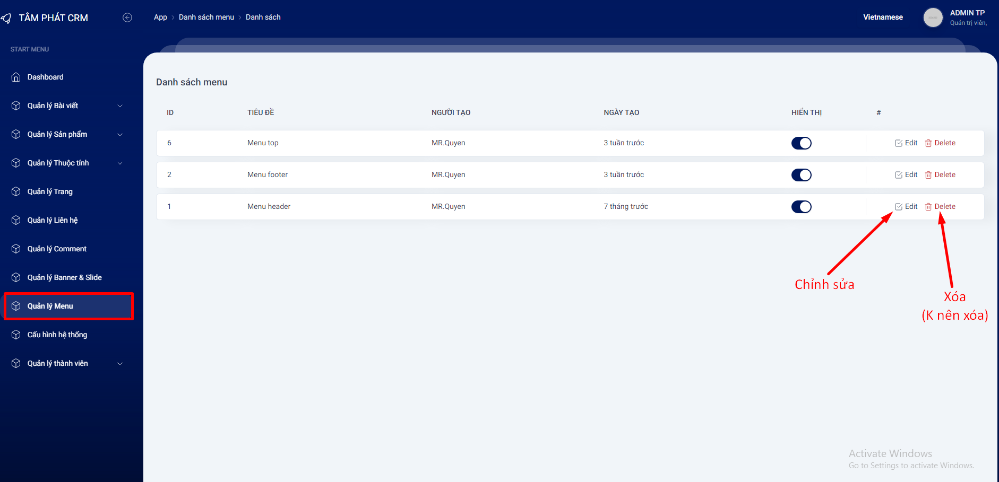 TÂM PHÁT CRM
App > Danh sách menu > Danh sách
Vietnamese
ADMIN TP
Quản trị viên,
START MENU
Dashboard
Quản lý Bài viết
Quản lý Sản phẩm
Quản lý Thuộc tính
Quản lý Trang
Quản lý Liên hệ
Quản lý Comment
Quản lý Banner & Slide
Quản lý Menu
Cấu hình hệ thống
Quản lý thành viên
Danh sách menu
ID TIÊU ĐỀ NGƯỜI TẠO NGÀY TẠO HIỂN THỊ #
6 Menu top MR.Quyen 3 tuần trước Edit Delete
2 Menu footer MR.Quyen 3 tuần trước Edit Delete
1 Menu header MR.Quyen 7 tháng trước Edit Delete
Chỉnh sửa
Xóa
(K nên xóa)
Activate Windows
Go to Settings to activate Windows.